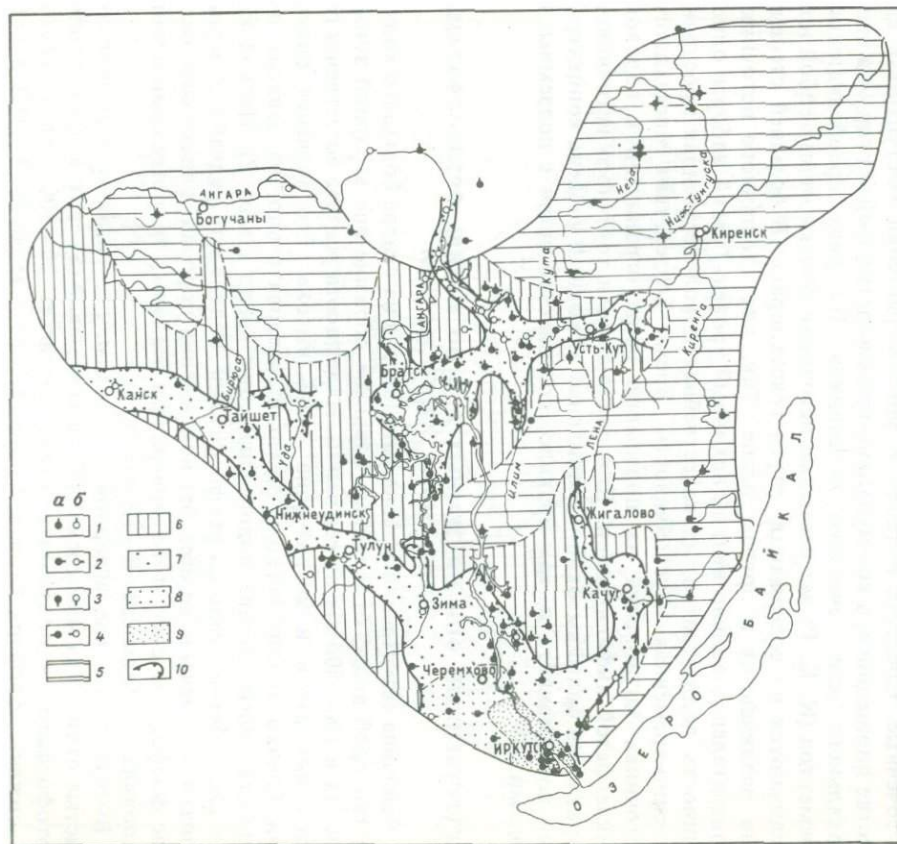 АНГАРА
Богучаны
Непа
Ниж. Тунгуска
Киренск
Кута
АНГАРА
Усть-Кут
Киренга
Братск
Канск
Бирюса
Тайшет
Уда
ЛЕНА
Илим
Нижнеудинск
Жигалово
Тулун
Качуг
Зима
Черемхово
ИРКУТСК
ОЗЕРО БАЙКАЛ
а б
1
2
3
4
5
6
7
8
9
10